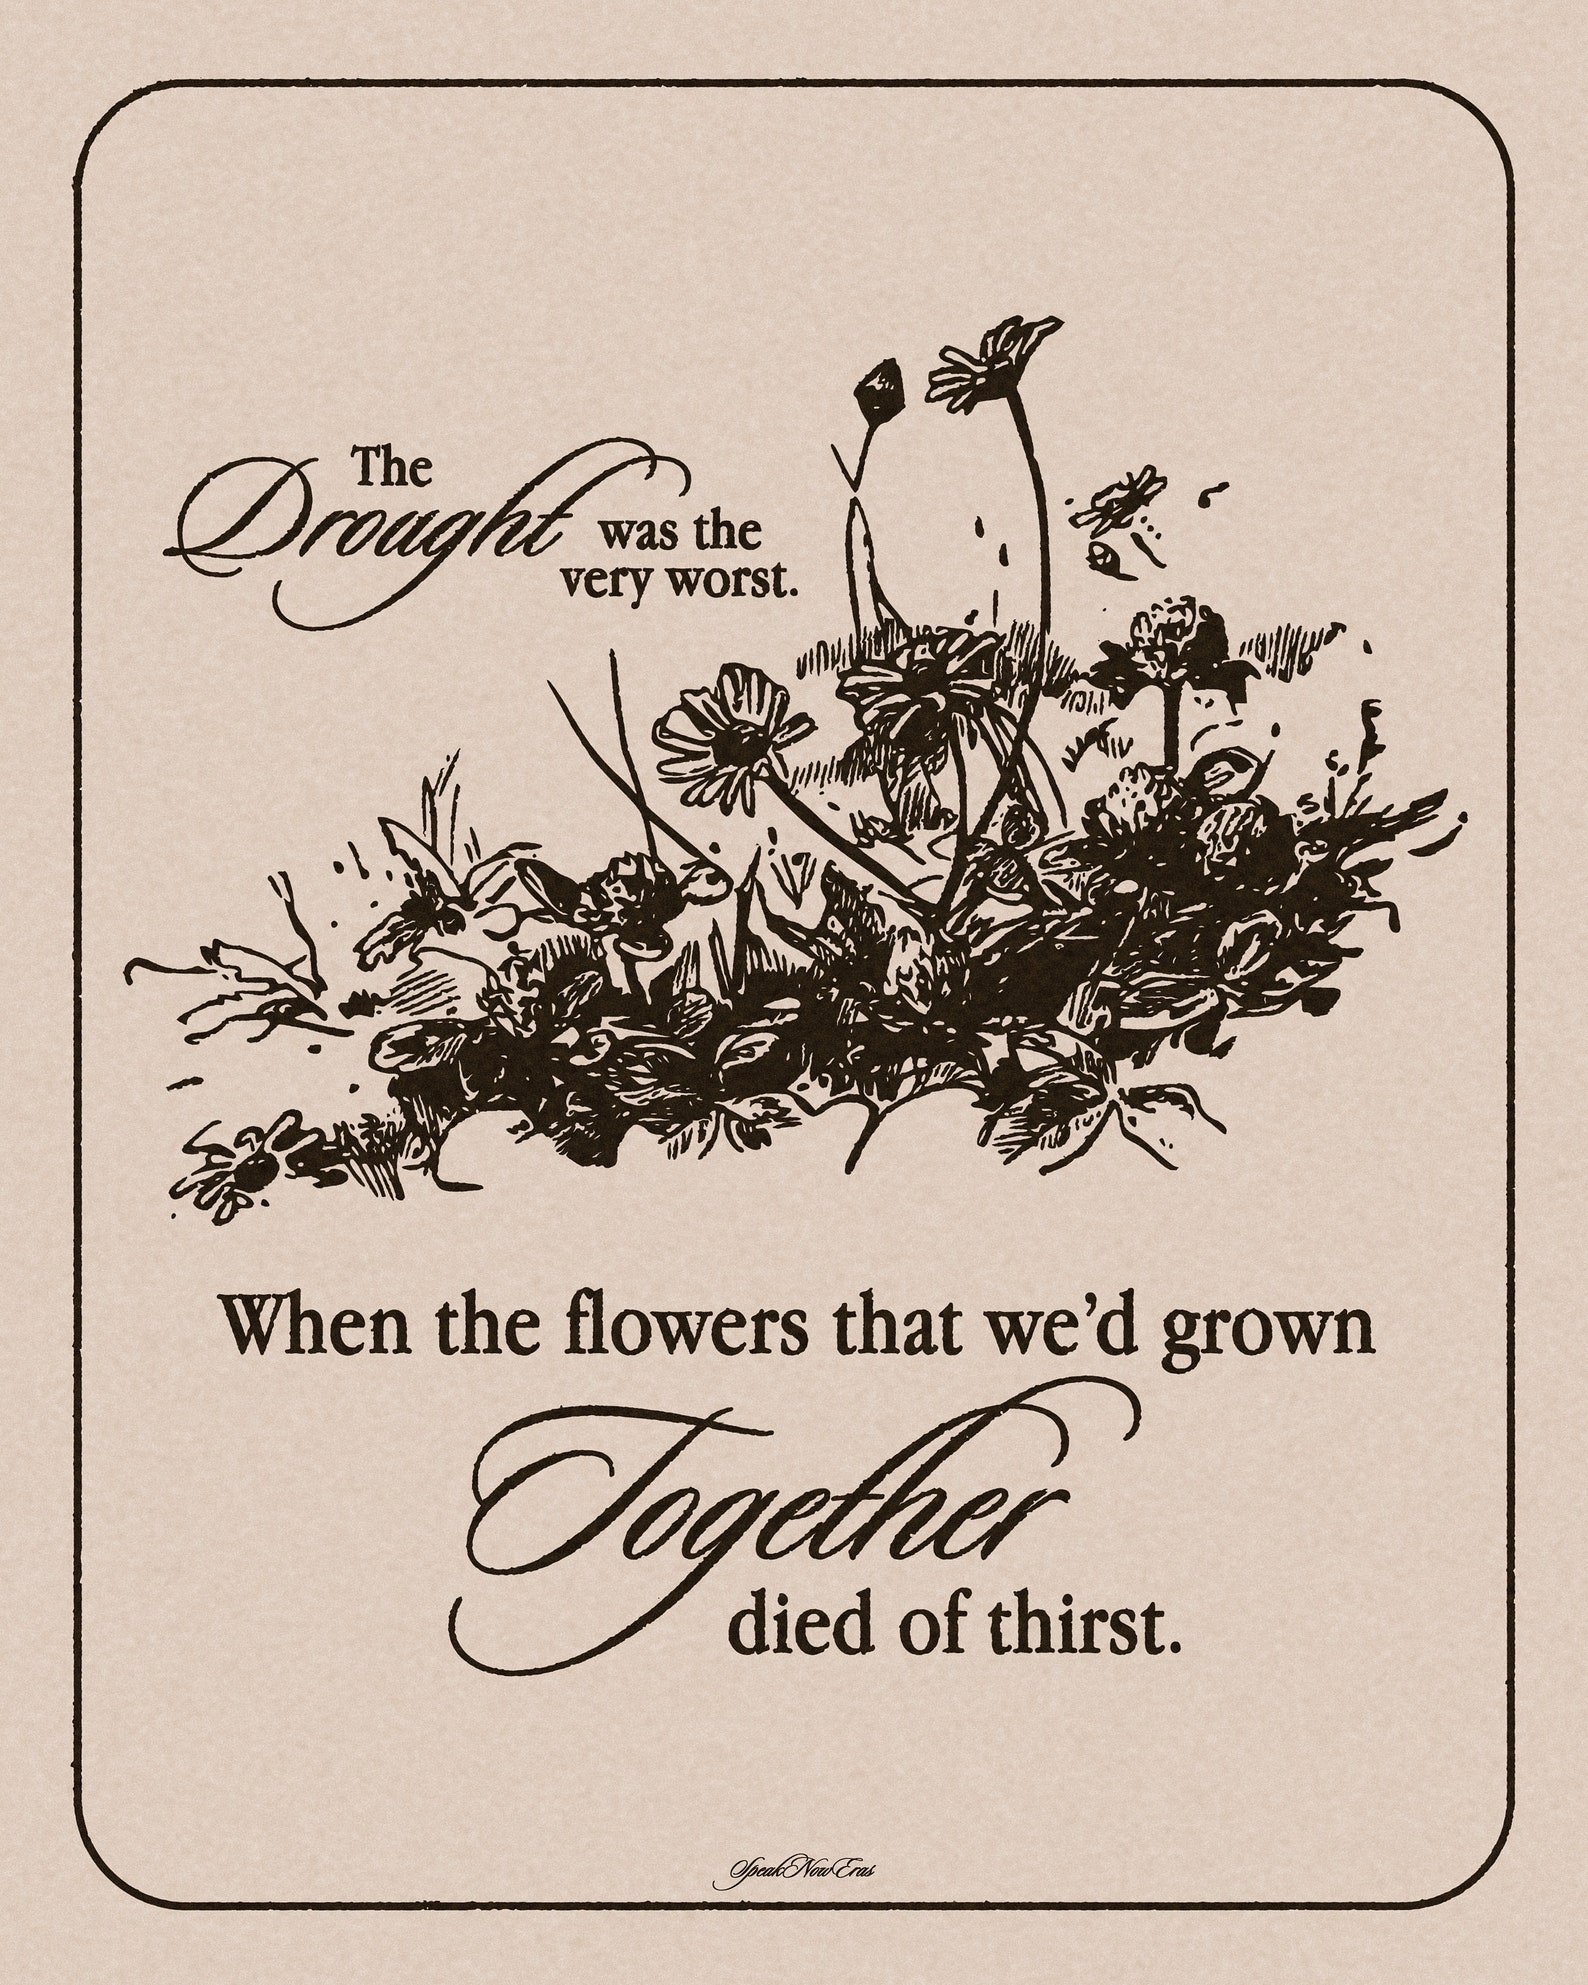 The
Drought was the
very worst.
When the flowers that we'd grown
Together
died of thirst.
SpeakNowEras